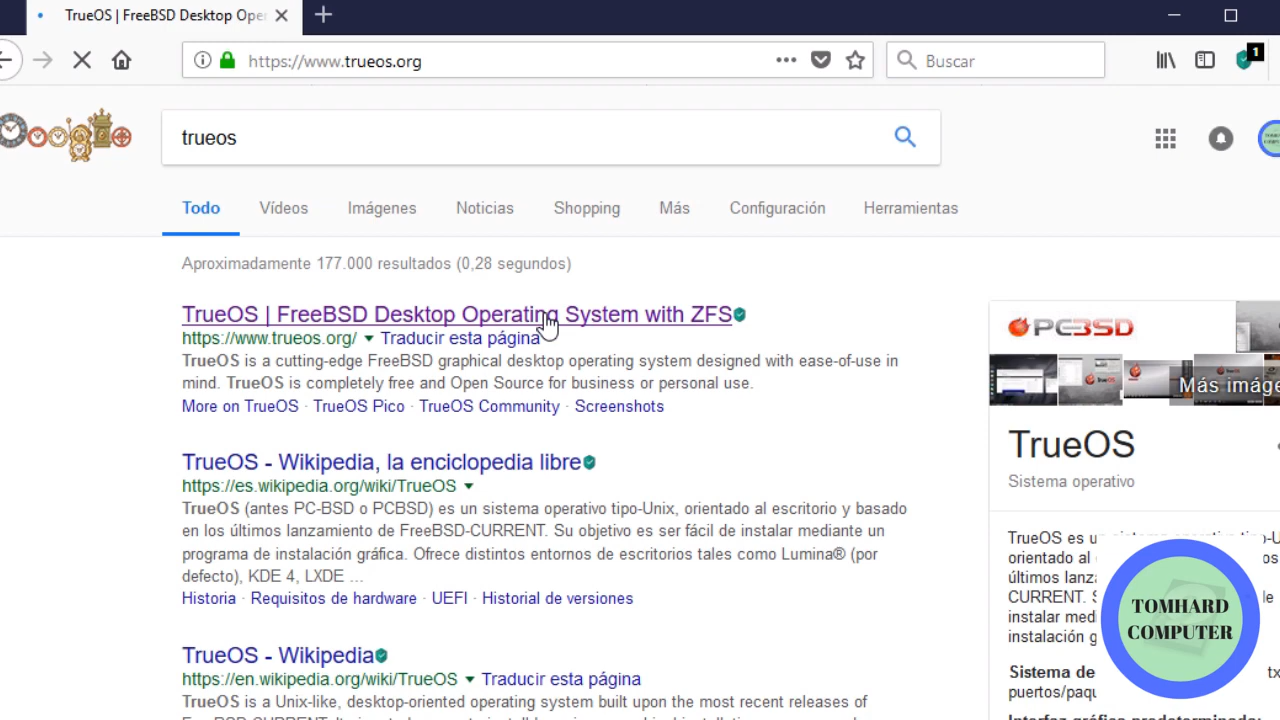 TrueOS | FreeBSD Desktop Ope
https://www.trueos.org
Buscar
1
trueos
Todo
Vídeos
Imágenes
Noticias
Shopping
Más
Configuración
Herramientas
Aproximadamente 177.000 resultados (0,28 segundos)
TrueOS | FreeBSD Desktop Operating System with ZFS
https://www.trueos.org/ Traducir esta página
TrueOS is a cutting-edge FreeBSD graphical desktop operating system designed with ease-of-use in
mind. TrueOS is completely free and Open Source for business or personal use.
More on TrueOS · TrueOS Pico · TrueOS Community · Screenshots
TrueOS - Wikipedia, la enciclopedia libre
https://es.wikipedia.org/wiki/TrueOS
TrueOS (antes PC-BSD o PCBSD) es un sistema operativo tipo-Unix, orientado al escritorio y basado
en los últimos lanzamiento de FreeBSD-CURRENT. Su objetivo es ser fácil de instalar mediante un
programa de instalación gráfica. Ofrece distintos entornos de escritorios tales como Lumina® (por
defecto), KDE 4, LXDE ...
Historia · Requisitos de hardware · UEFI · Historial de versiones
TrueOS - Wikipedia
https://en.wikipedia.org/wiki/TrueOS Traducir esta página
TrueOS is a Unix-like, desktop-oriented operating system built upon the most recent releases of
PCBSD
Más imáge
TrueOS
Sistema operativo
TrueOS es u
orientado al
últimos lanz
CURRENT. S
instalar med
instalación g
Sistema de
puertos/paqu
TOMHARD
COMPUTER